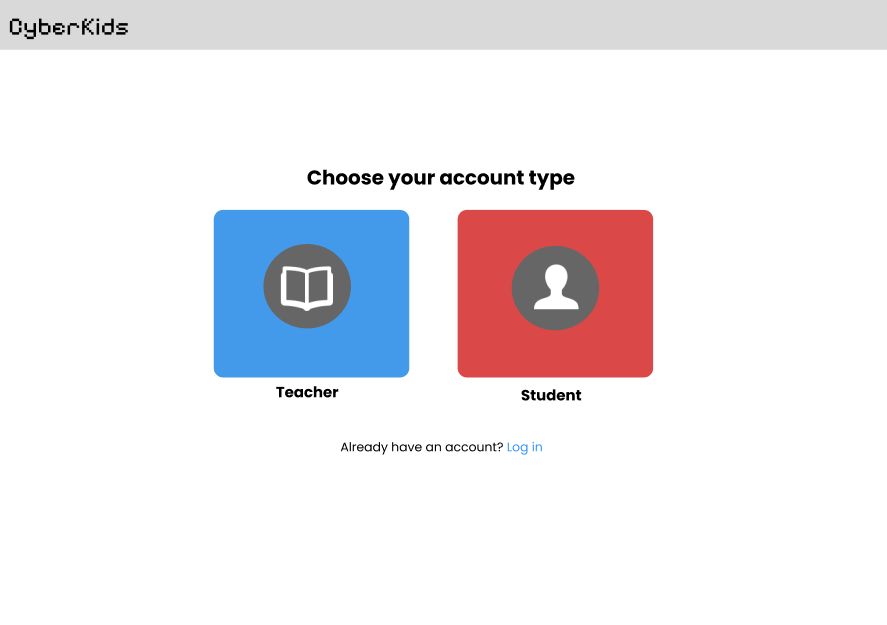 CyberKids
Choose your account type
Teacher
Student
Already have an account? Log in